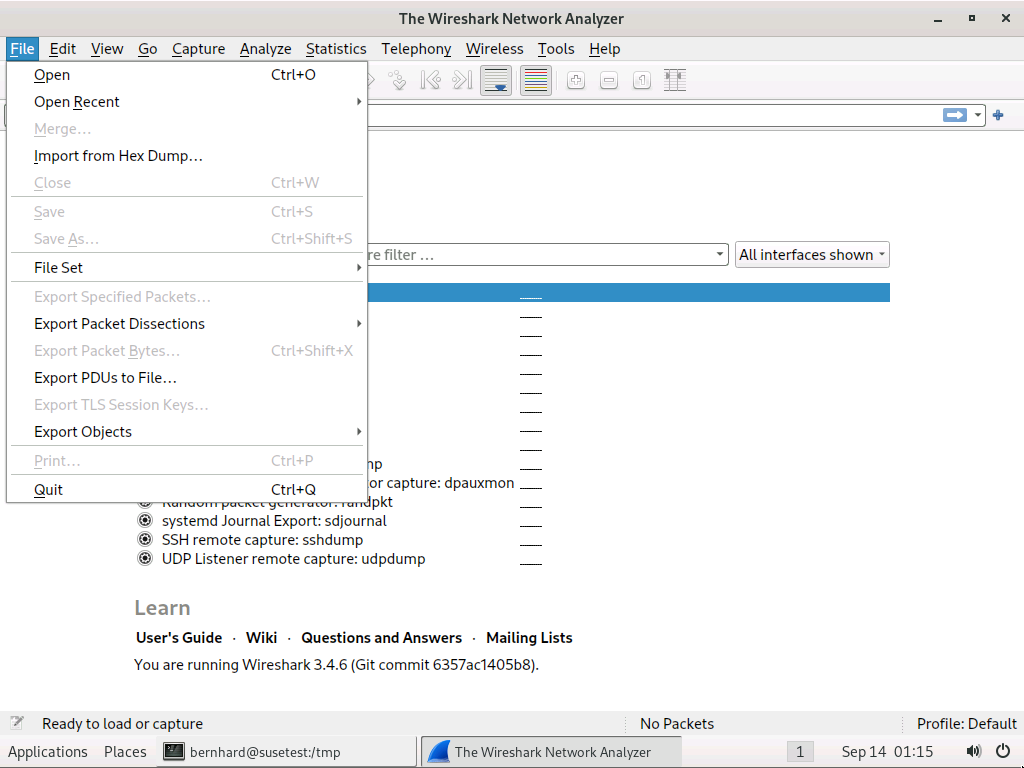 The Wireshark Network Analyzer
File Edit View Go Capture Analyze Statistics Telephony Wireless Tools Help
Open Ctrl+O
Open Recent
Merge...
Import from Hex Dump...
Close Ctrl+W
Save Ctrl+S
Save As... Ctrl+Shift+S
re filter ... All interfaces shown
File Set
Export Specified Packets...
Export Packet Dissections
Export Packet Bytes... Ctrl+Shift+X
Export PDUs to File...
Export TLS Session Keys...
Export Objects
Print... Ctrl+P
mp
Quit Ctrl+Q
or capture: dpauxmon
Random packet generator: randpkt
systemd Journal Export: sdjournal
SSH remote capture: sshdump
UDP Listener remote capture: udpdump
Learn
User's Guide · Wiki · Questions and Answers · Mailing Lists
You are running Wireshark 3.4.6 (Git commit 6357ac1405b8).
Ready to load or capture No Packets Profile: Default
Applications Places bernhard@susetest:/tmp The Wireshark Network Analyzer 1 Sep 14 01:15